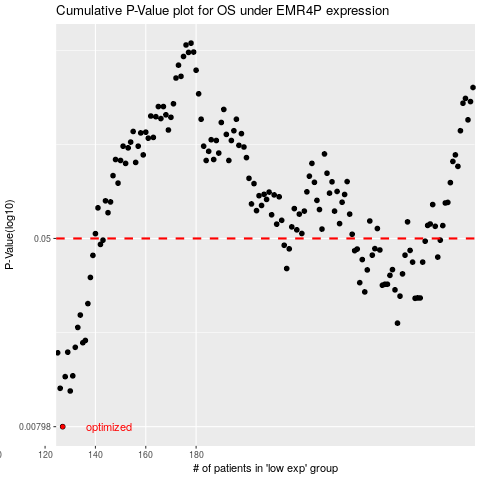 Cumulative P-Value plot for OS under EMR4P expression
P-Value(log10)
0.05
0.00798
optimized
0 120 140 160 180
# of patients in 'low exp' group